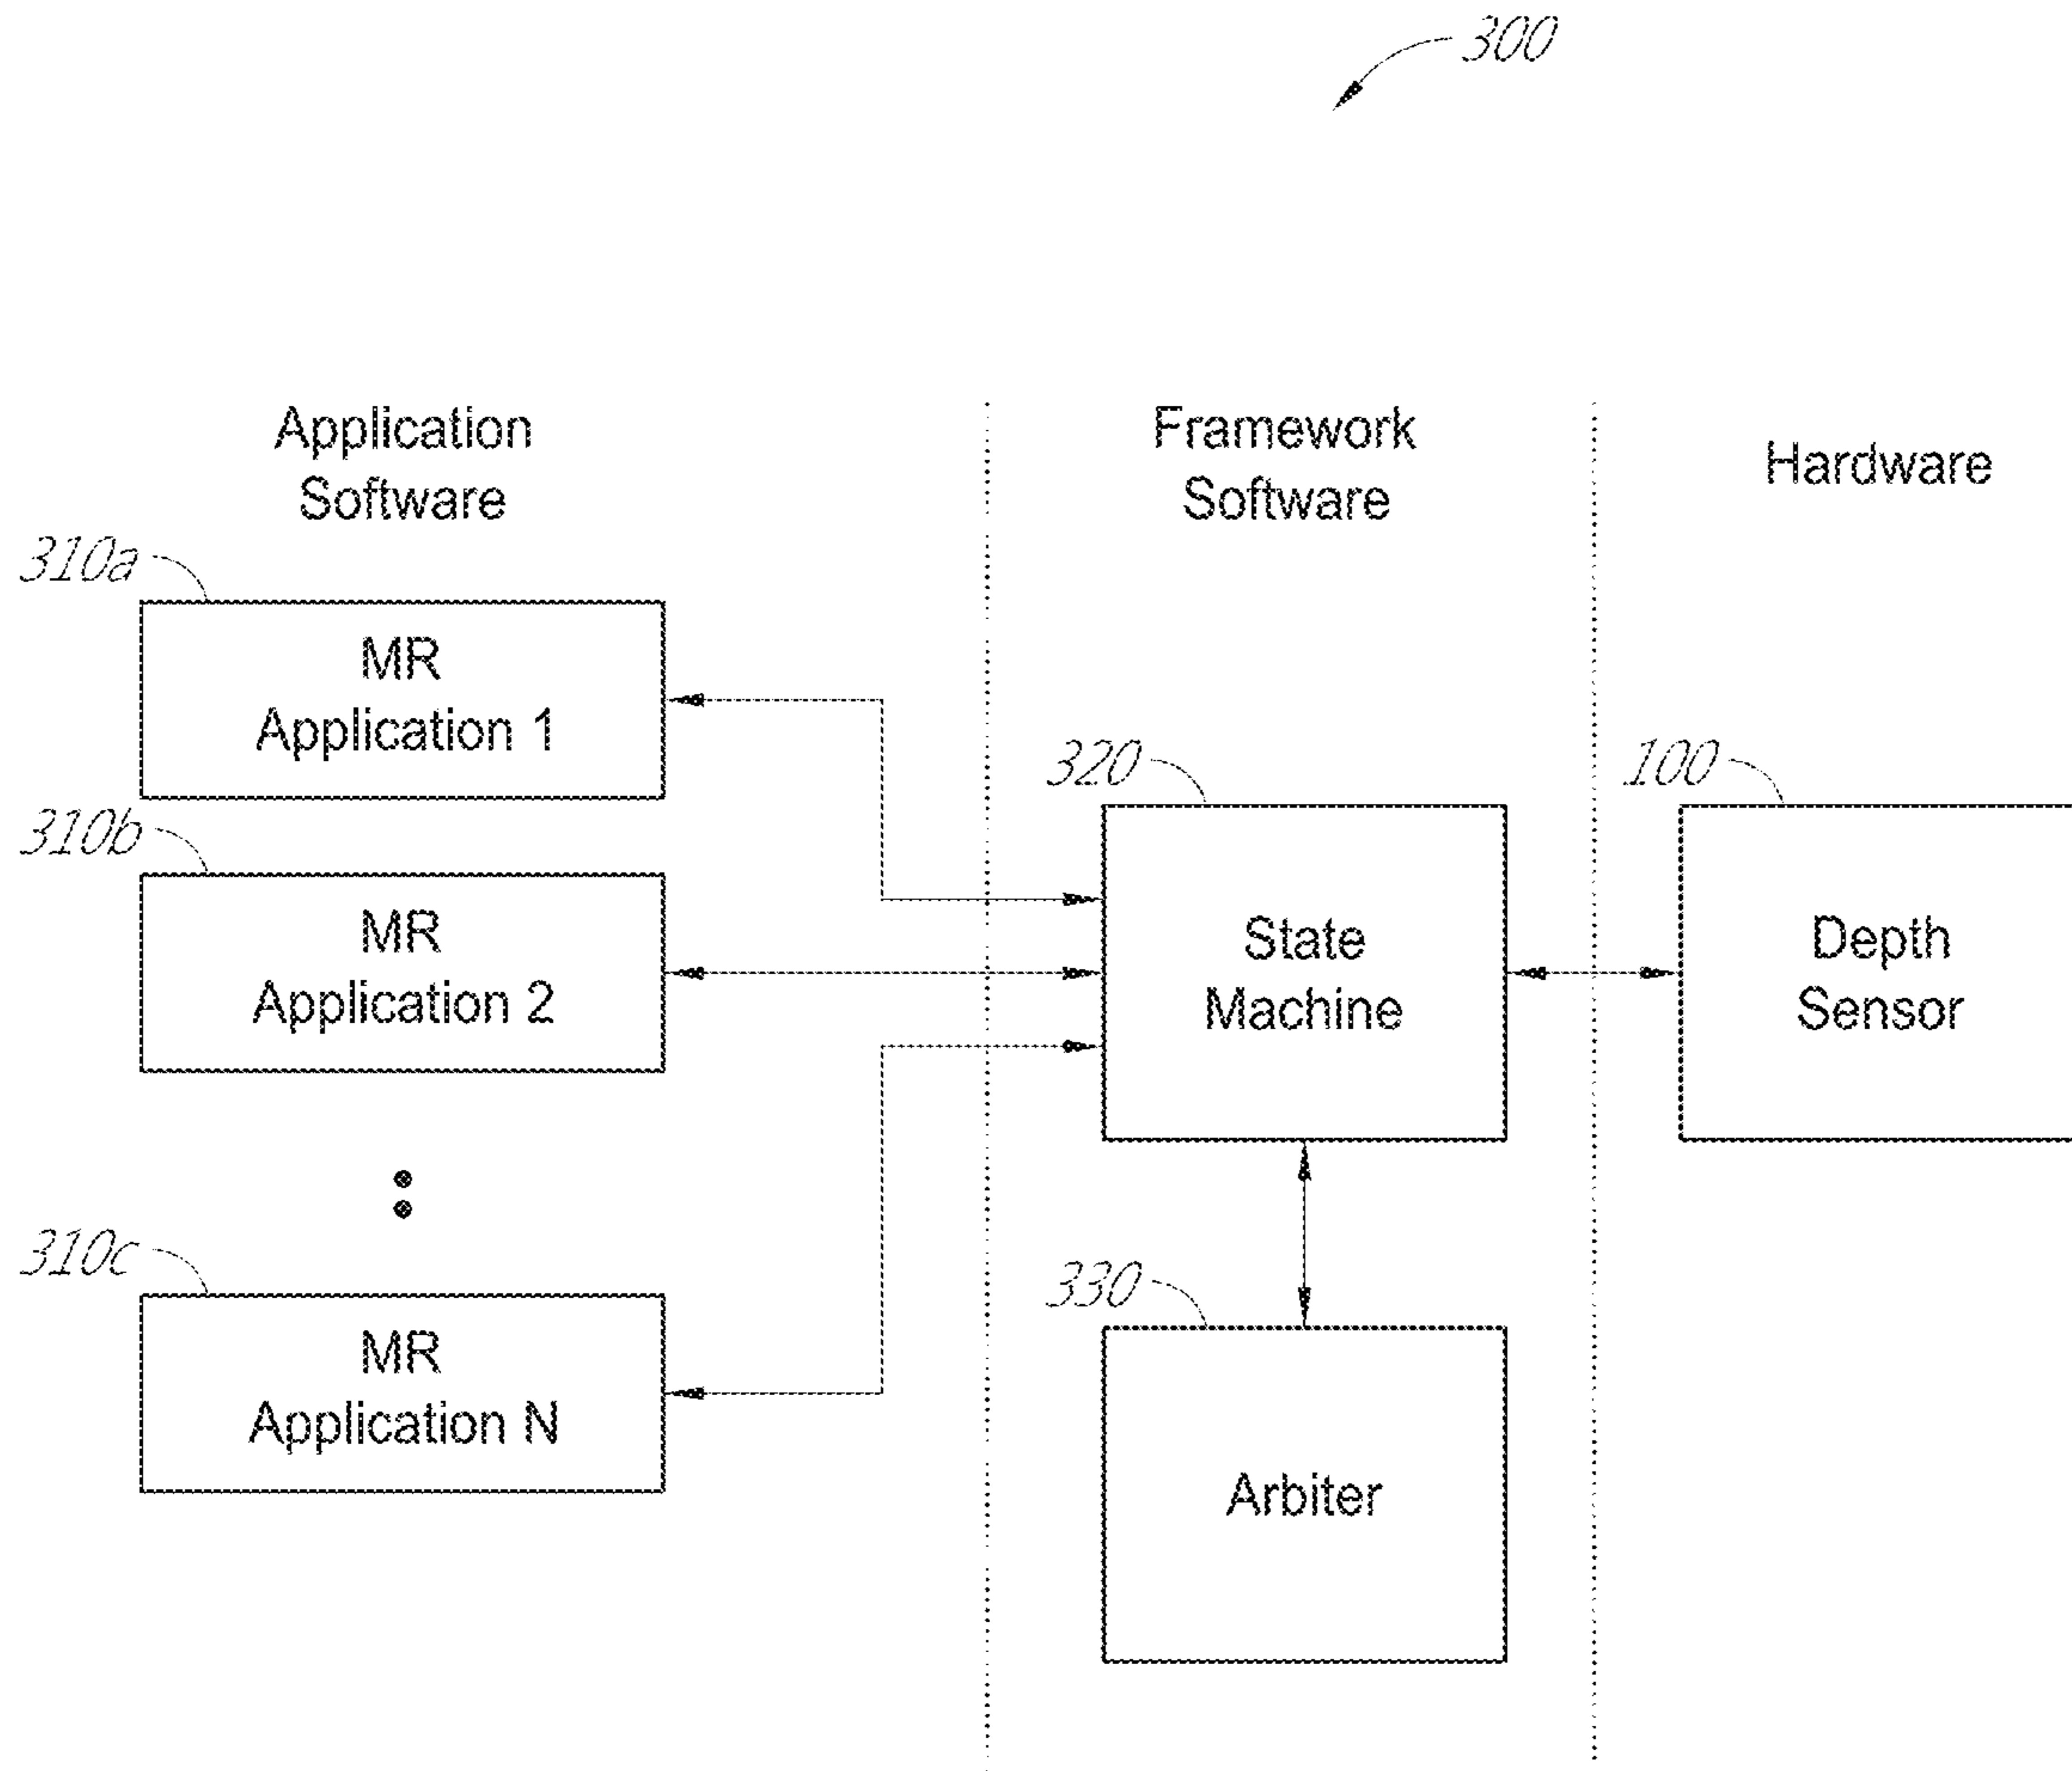 300
Application
Software
Framework
Software
Hardware
310a
MR
Application 1
310b
MR
Application 2
310c
MR
Application N
320
State
Machine
330
Arbiter
100
Depth
Sensor